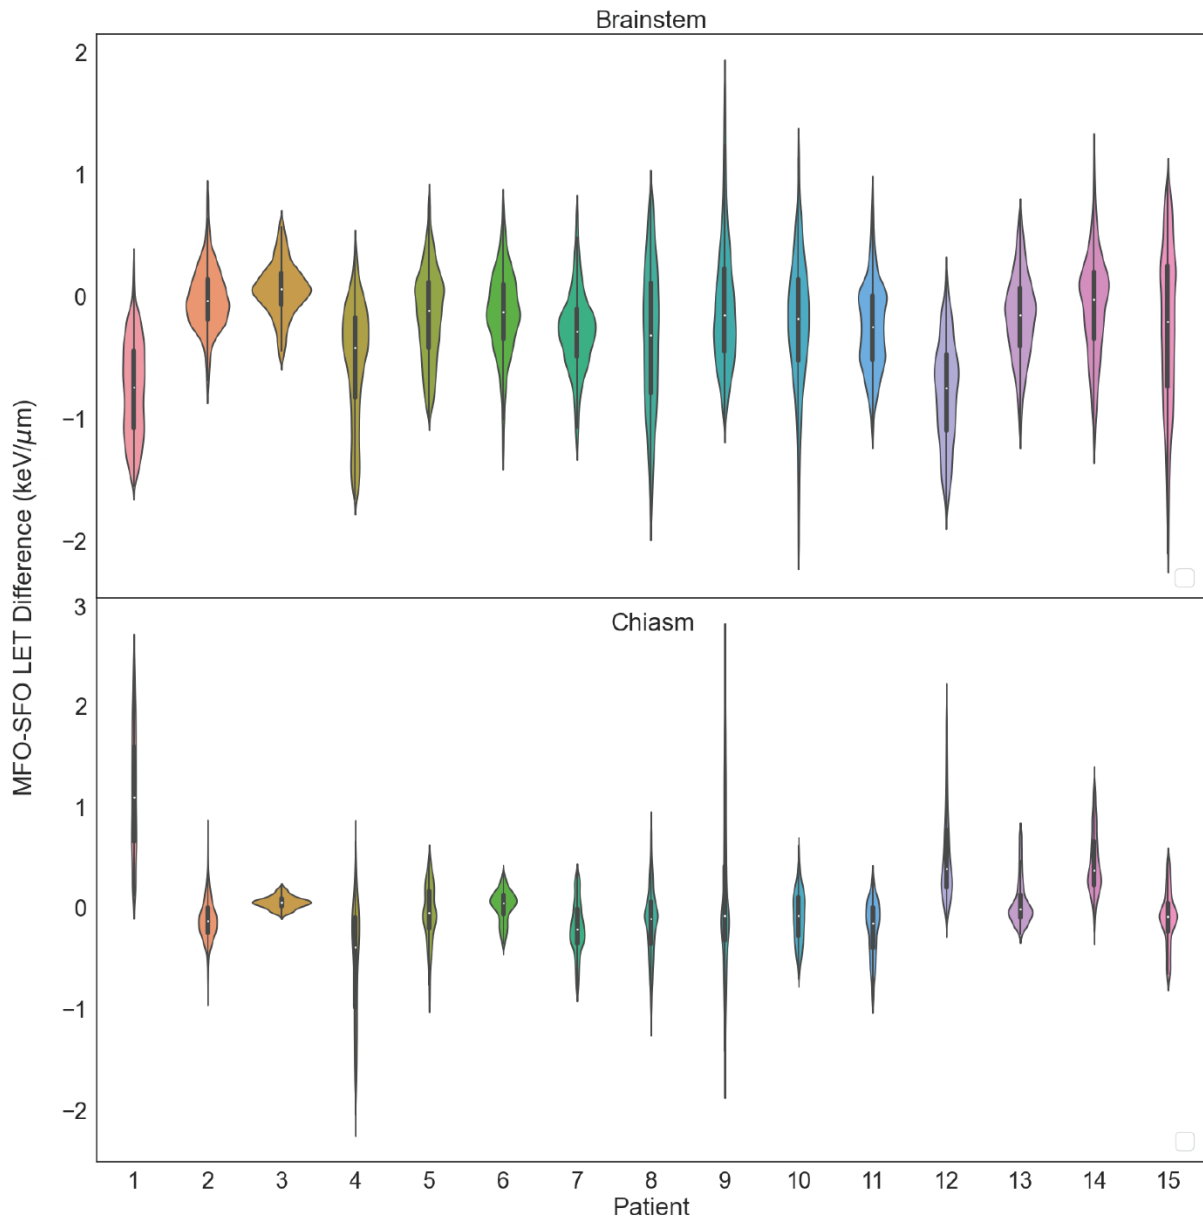 Brainstem
2
1
0
−1
−2
MFO-SFO LET Difference (keV/μm)
Chiasm
3
2
1
0
−1
−2
1 2 3 4 5 6 7 8 9 10 11 12 13 14 15
Patient